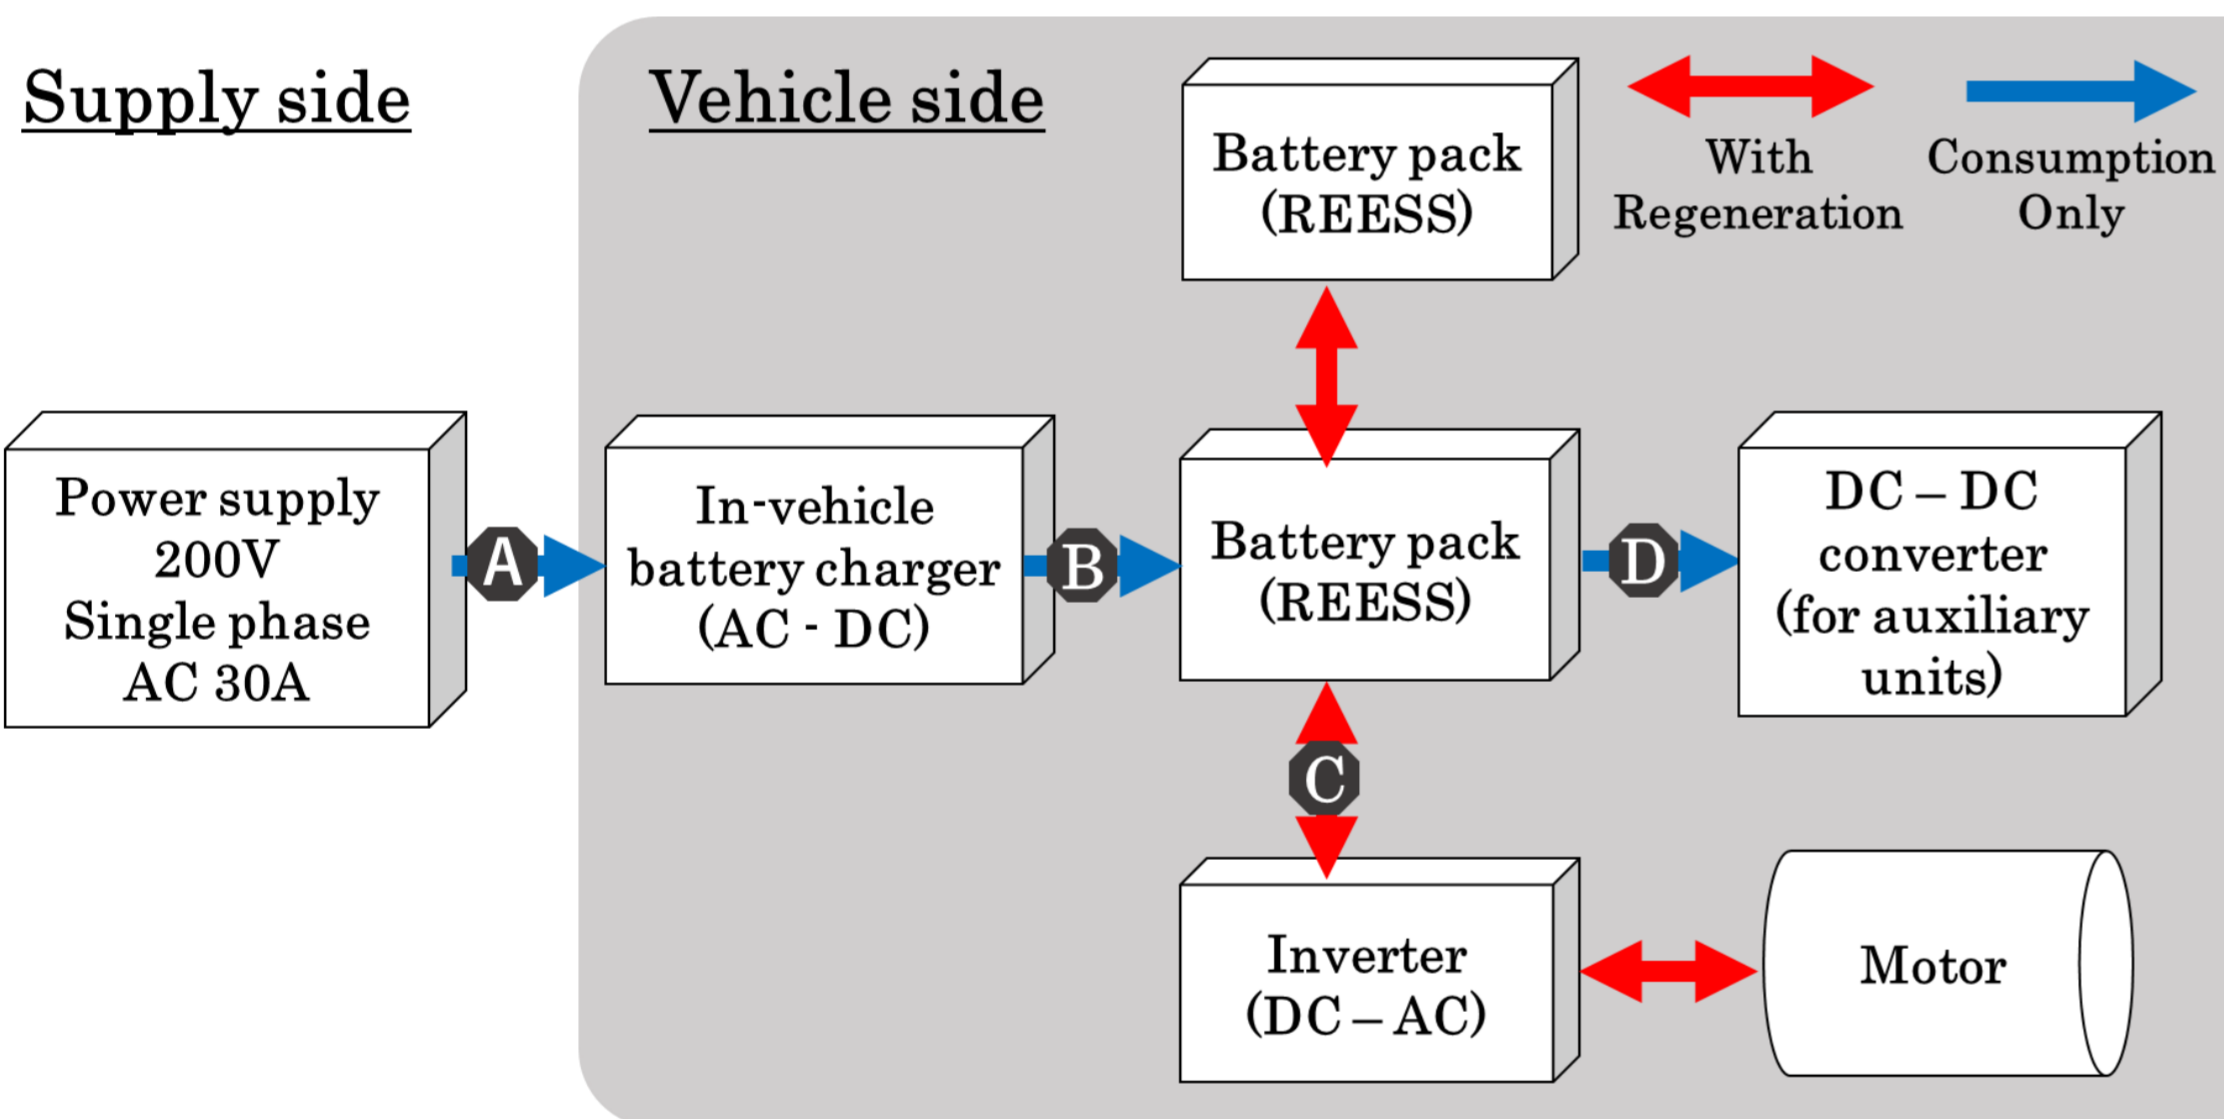 Supply side
Vehicle side
Battery pack
(REESS)
With
Regeneration
Consumption
Only
Power supply
200V
Single phase
AC 30A
A
In-vehicle
battery charger
(AC - DC)
B
Battery pack
(REESS)
D
DC – DC
converter
(for auxiliary
units)
C
Inverter
(DC – AC)
Motor